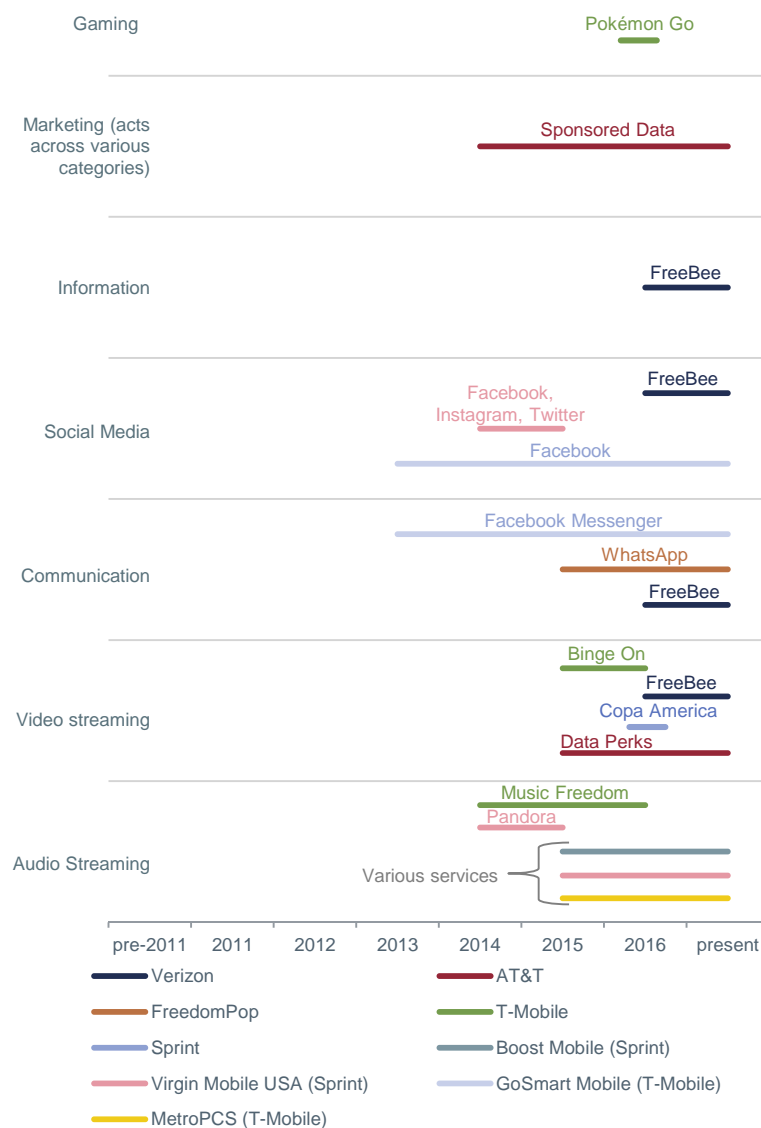 Gaming
Pokémon Go
Marketing (acts
across various
categories)
Sponsored Data
Information
FreeBee
Social Media
FreeBee
Facebook,
Instagram, Twitter
Facebook
Communication
Facebook Messenger
WhatsApp
FreeBee
Video streaming
Binge On
FreeBee
Copa America
Data Perks
Audio Streaming
Music Freedom
Pandora
Various services
pre-2011 2011 2012 2013 2014 2015 2016 present
Verizon AT&T
FreedomPop T-Mobile
Sprint Boost Mobile (Sprint)
Virgin Mobile USA (Sprint) GoSmart Mobile (T-Mobile)
MetroPCS (T-Mobile)